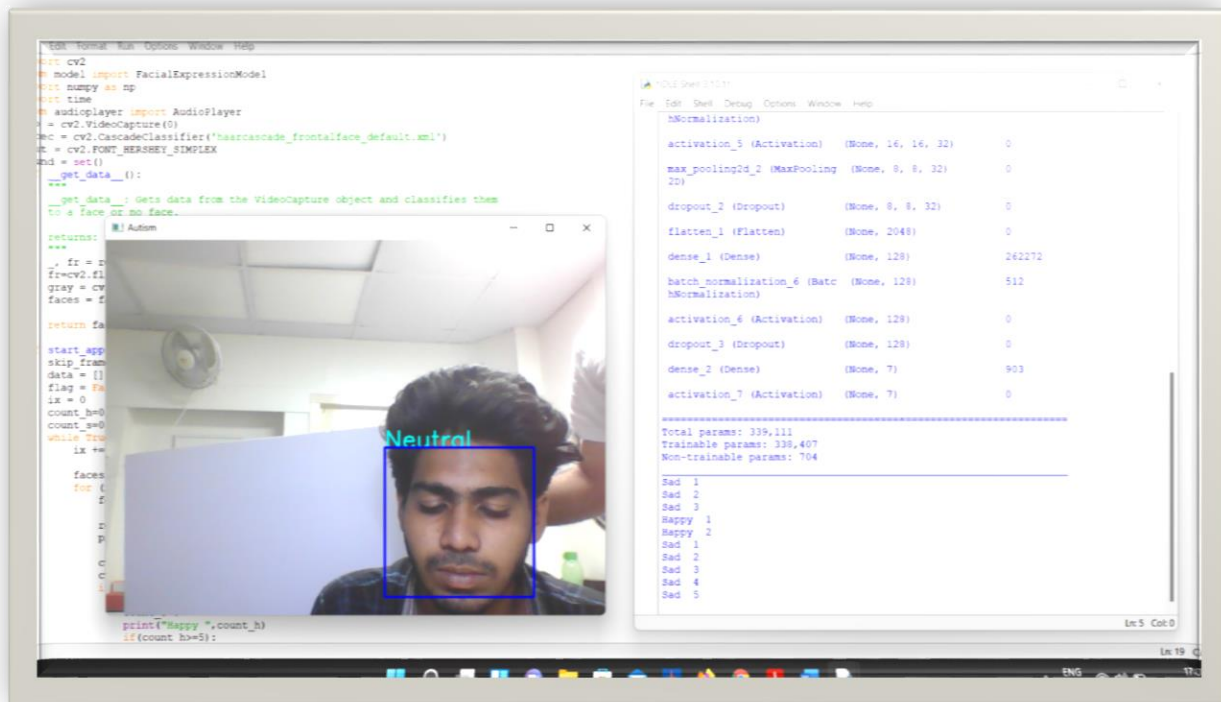 Edit Format Run Options Window Help
ort cv2
m model import FacialExpressionModel
ort numpy as np
ort time
m audioplayer import AudioPlayer
= cv2.VideoCapture(0)
ec = cv2.CascadeClassifier('haarcascade_frontalface_default.xml')
t = cv2.FONT_HERSHEY_SIMPLEX
nd = set()
__get_data__():
"""
__get_data__: Gets data from the VideoCapture object and classifies them
to a face or no face.
returns:
"""
_, fr = r
fr=cv2.fl
gray = cv
faces = f
return fa
start_app
skip_fram
data = []
flag = Fa
ix = 0
count_h=0
count_s=0
while Tru
ix +=
faces
for (
print("Happy ",count_h)
if(count_h>=5):
Ln: 19
Autism
Neutral
File Edit Shell Debug Options Window Help
hNormalization)
activation_5 (Activation) (None, 16, 16, 32) 0
max_pooling2d_2 (MaxPooling (None, 8, 8, 32) 0
2D)
dropout_2 (Dropout) (None, 8, 8, 32) 0
flatten_1 (Flatten) (None, 2048) 0
dense_1 (Dense) (None, 128) 262272
batch_normalization_6 (Batc (None, 128) 512
hNormalization)
activation_6 (Activation) (None, 128) 0
dropout_3 (Dropout) (None, 128) 0
dense_2 (Dense) (None, 7) 903
activation_7 (Activation) (None, 7) 0
Total params: 339,111
Trainable params: 338,407
Non-trainable params: 704
Sad 1
Sad 2
Sad 3
Happy 1
Happy 2
Sad 1
Sad 2
Sad 3
Sad 4
Sad 5
Ln: 5 Col: 0
ENG